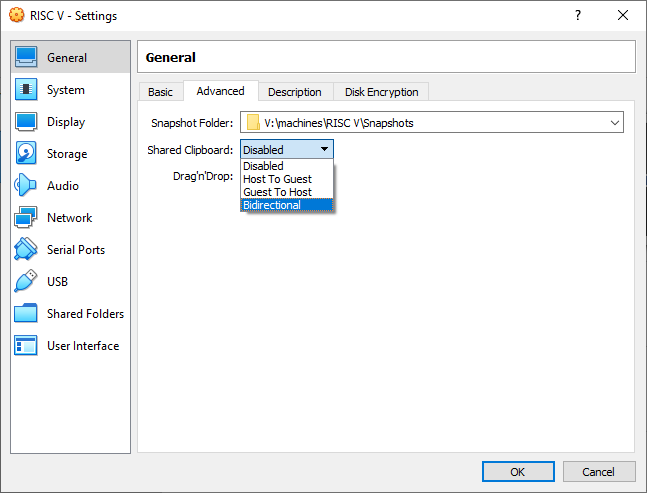 RISC V - Settings
General
System
Display
Storage
Audio
Network
Serial Ports
USB
Shared Folders
User Interface
General
Basic Advanced Description Disk Encryption
Snapshot Folder: V:\machines\RISC V\Snapshots
Shared Clipboard: Disabled
Disabled
Host To Guest
Guest To Host
Bidirectional
Drag'n'Drop:
OK Cancel